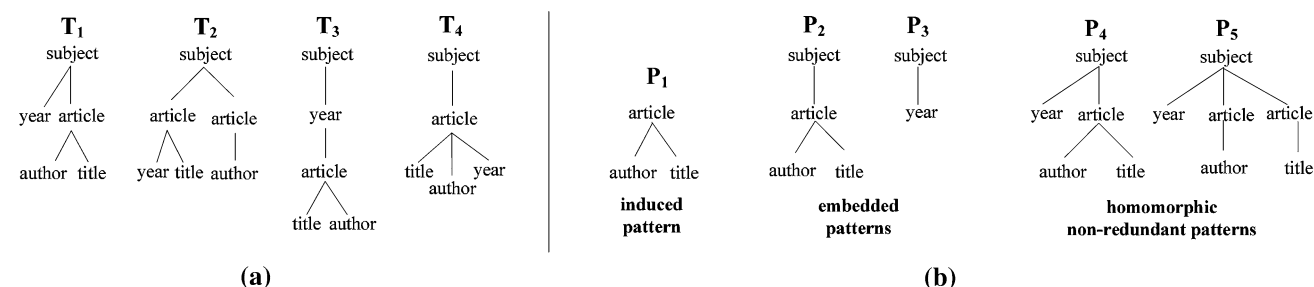 T1 T2 T3 T4
subject subject subject subject
year article article article year article
author title year title author article title author year
title author
(a)
P1 P2 P3 P4 P5
subject subject subject subject
article article year year article year article article
author title author title author title author title
induced pattern
embedded patterns
homomorphic non-redundant patterns
(b)